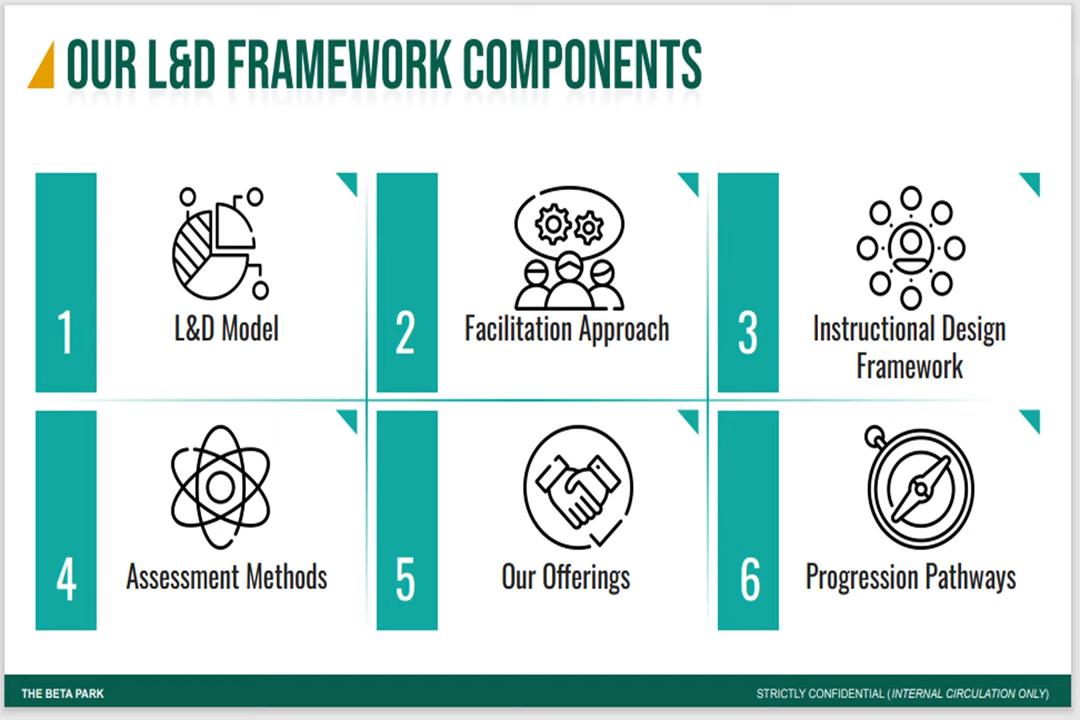 OUR L&D FRAMEWORK COMPONENTS
1
L&D Model
2
Facilitation Approach
3
Instructional Design
Framework
4
Assessment Methods
5
Our Offerings
6
Progression Pathways
THE BETA PARK
STRICTLY CONFIDENTIAL (INTERNAL CIRCULATION ONLY)